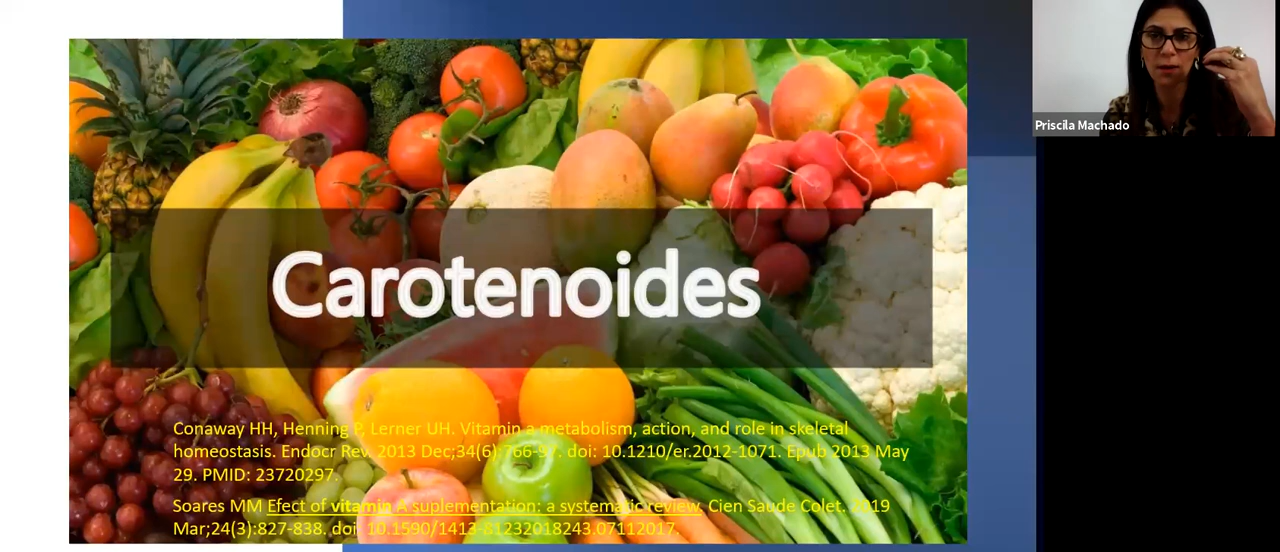 Priscila Machado
Carotenoides
Conaway HH, Henning P, Lerner UH. Vitamin a metabolism, action, and role in skeletal
homeostasis. Endocr Rev. 2013 Dec;34(6):766-97. doi: 10.1210/er.2012-1071. Epub 2013 May
29. PMID: 23720297.
Soares MM Efect of vitamin A suplementation: a systematic review. Cien Saude Colet. 2019
Mar;24(3):827-838. doi: 10.1590/1413-81232018243.07112017.